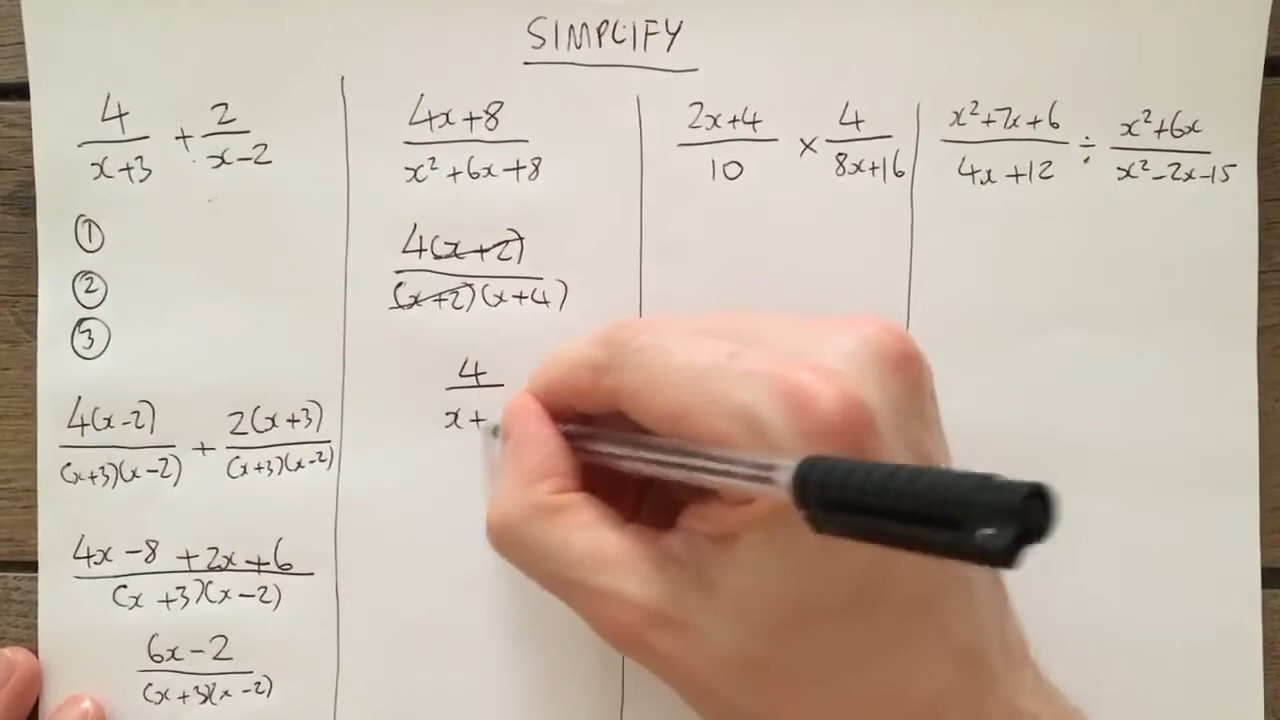 SIMPLIFY
4/(x+3) + 2/(x-2)
①
②
③
4(x-2)/((x+3)(x-2)) + 2(x+3)/((x+3)(x-2))
4x-8+2x+6/((x+3)(x-2))
6x-2/((x+3)(x-2))
4x+8/(x²+6x+8)
4(x+2)/((x+2)(x+4))
4/(x+
2x+4/10 × 4/(8x+16)
x²+7x+6/(4x+12) ÷ x²+6x/(x²-2x-15)